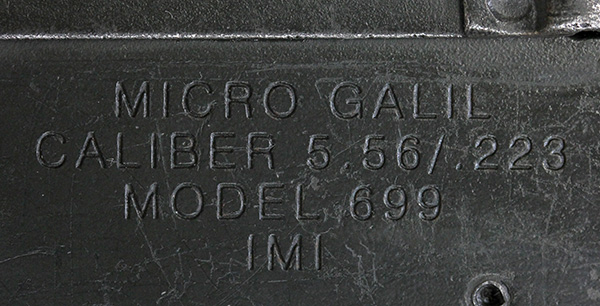 MICRO GALIL
CALIBER 5.56/.223
MODEL 699
IMI